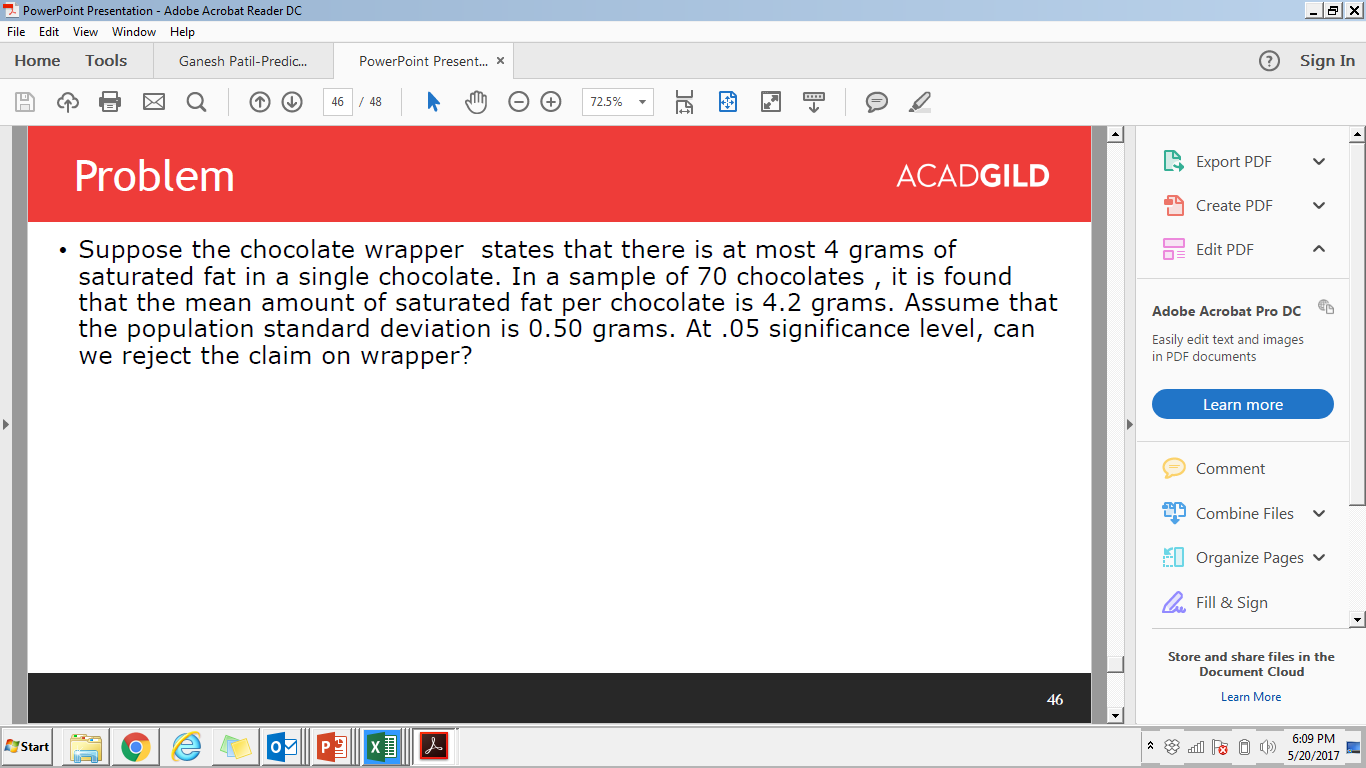 PowerPoint Presentation - Adobe Acrobat Reader DC
File Edit View Window Help
Home Tools Ganesh Patil-Predic... PowerPoint Present... × ? Sign In
46 / 48 72.5%
Problem
ACADGILD
• Suppose the chocolate wrapper states that there is at most 4 grams of
saturated fat in a single chocolate. In a sample of 70 chocolates , it is found
that the mean amount of saturated fat per chocolate is 4.2 grams. Assume that
the population standard deviation is 0.50 grams. At .05 significance level, can
we reject the claim on wrapper?
46
Export PDF
Create PDF
Edit PDF
Adobe Acrobat Pro DC
Easily edit text and images
in PDF documents
Learn more
Comment
Combine Files
Organize Pages
Fill & Sign
Store and share files in the
Document Cloud
Learn More
Start
6:09 PM
5/20/2017